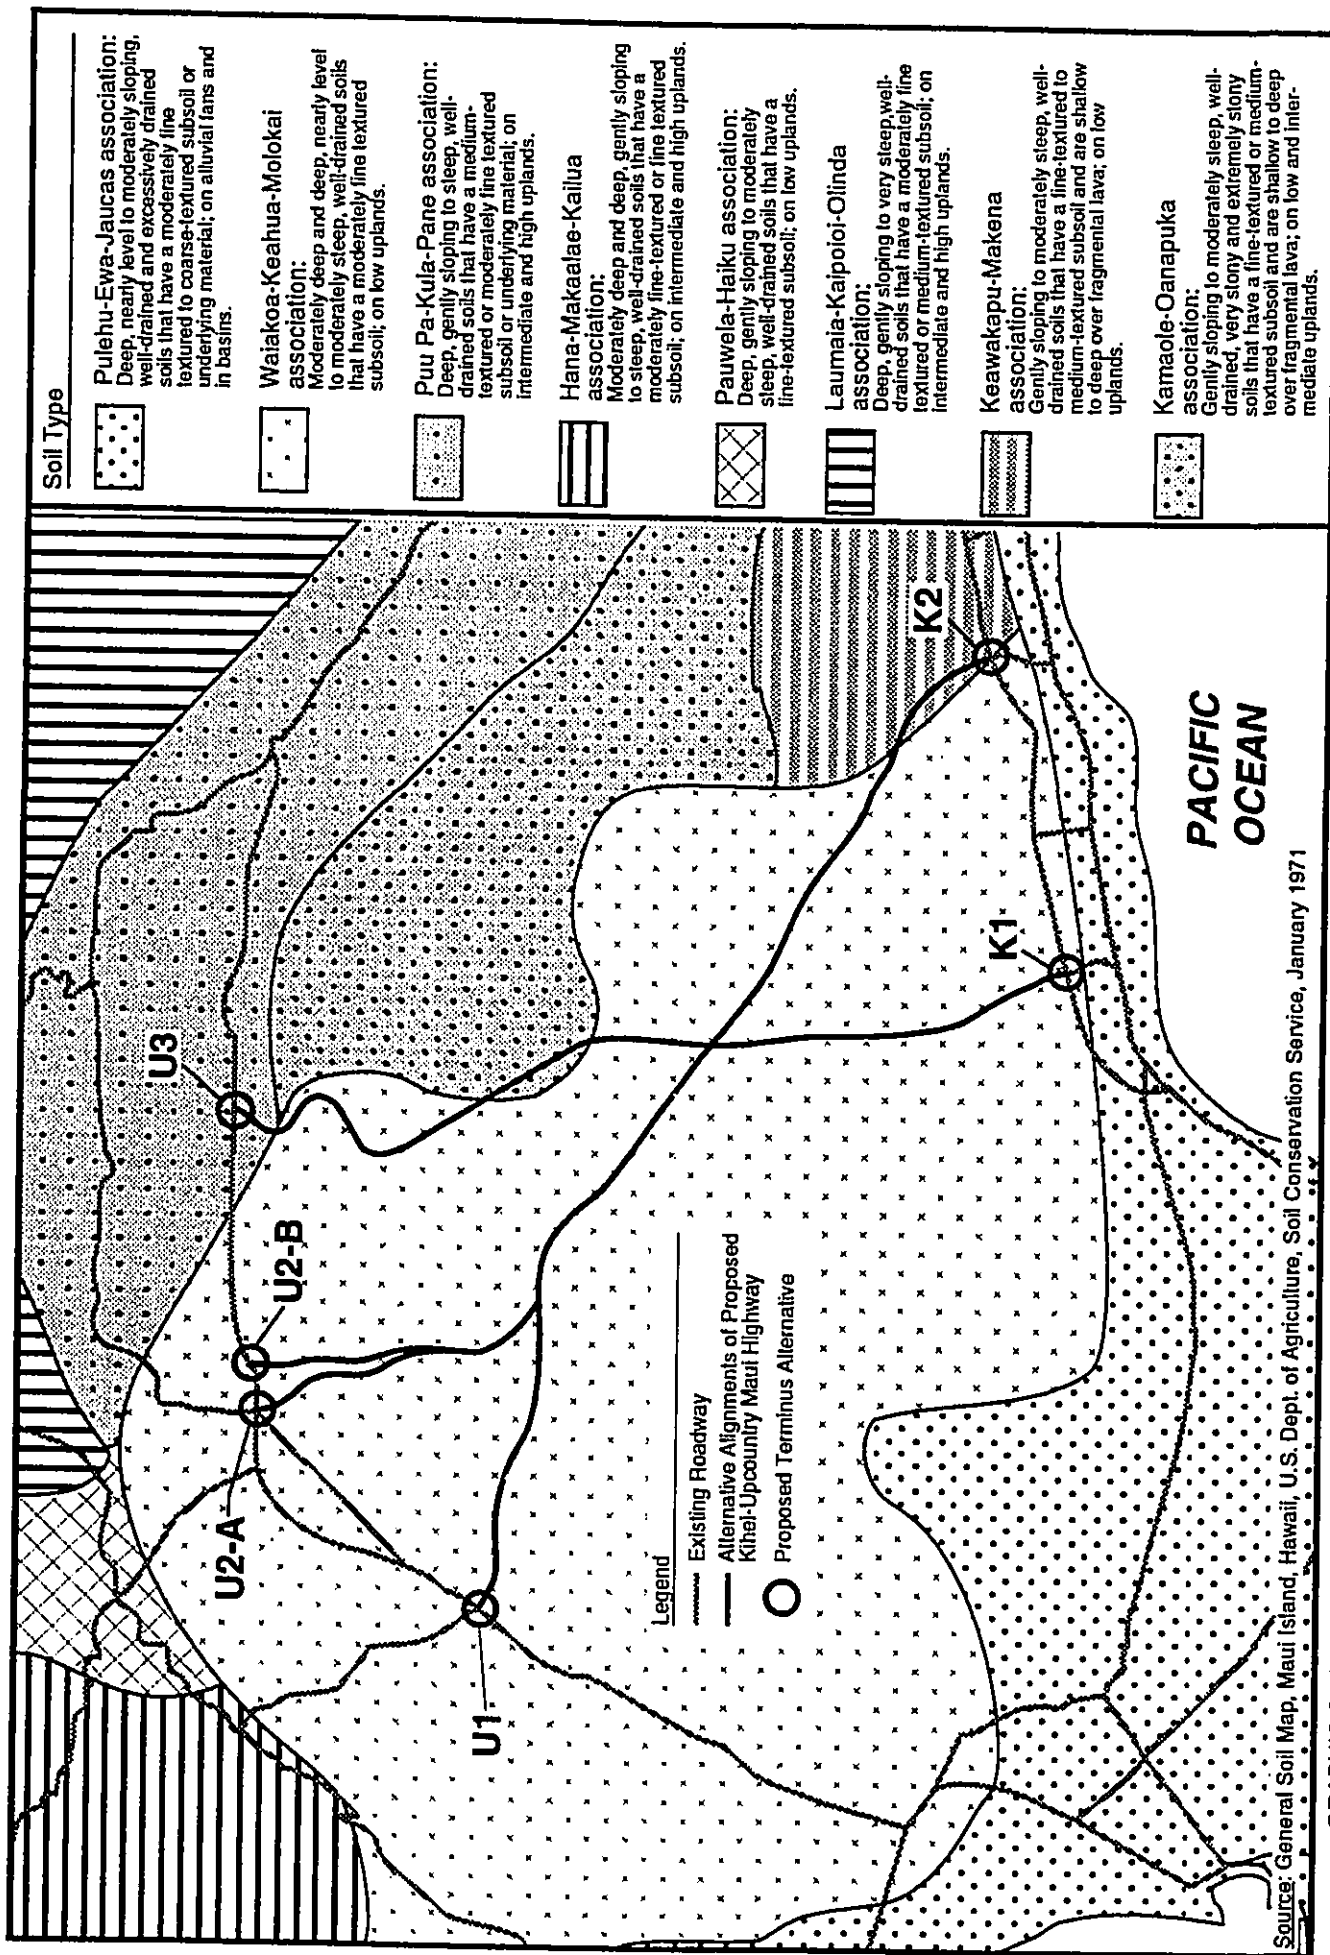 Soil Type
Pulehu-Ewa-Jaucas association:
Deep, nearly level to moderately sloping,
well-drained and excessively drained
soils that have a moderately fine
textured to coarse-textured subsoil or
underlying material; on alluvial fans and
in basins.
Waiakoa-Keahua-Molokai
association:
Moderately deep and deep, nearly level
to moderately sleep, well-drained soils
that have a moderately fine textured
subsoil; on low uplands.
Puu Pa-Kula-Pane association:
Deep, gently sloping to sleep, well-
drained soils that have a medium-
textured or moderately fine textured
subsoil or underlying material; on
intermediate and high uplands.
Hana-Makaalae-Kailua
association:
Moderately deep and deep, gently sloping
to sleep, well-drained soils that have a
moderately fine-textured or fine textured
subsoil; on intermediate and high uplands.
Pauwela-Haiku association:
Deep, gently sloping to moderately
sleep, well-drained soils that have a
fine-textured subsoil; on low uplands.
Laumaia-Kaipoioi-Olinda
association:
Deep, gently sloping to very sleep, well-
drained soils that have a moderately fine
textured or medium-textured subsoil; on
intermediate and high uplands.
Keawakapu-Makena
association:
Gently sloping to moderately sleep, well-
drained soils that have a fine-textured to
medium-textured subsoil and are shallow
to deep over fragmental lava; on low
uplands.
Kamaole-Oanapuka
association:
Gently sloping to moderately sleep, well-
drained, very stony and extremely stony
soils that have a fine-textured or medium-
textured subsoil and are shallow to deep
over fragmental lava; on low and inter-
mediate uplands.
U3
U2-B
U2-A
U1
K2
K1
PACIFIC
OCEAN
Legend
Existing Roadway
Alternative Alignments of Proposed
Kihei-Upcountry Maui Highway
Proposed Terminus Alternative
Source: General Soil Map, Maui Island, Hawaii, U.S. Dept. of Agriculture, Soil Conservation Service, January 1971